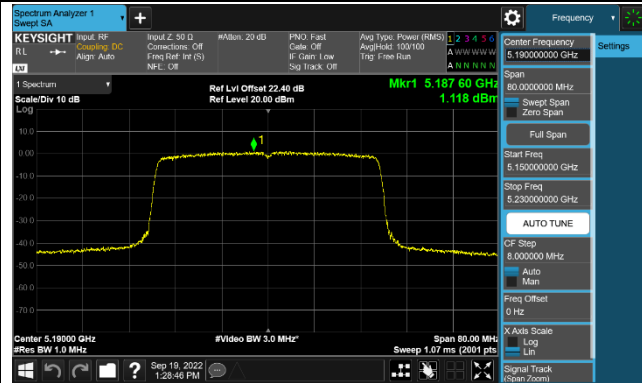 Spectrum Analyzer 1
Swept SA
+
Frequency
KEYSIGHT
RL
LXI
Input: RF
Coupling: DC
Align: Auto
Input Z: 50 Ω
Corrections: Off
Freq Ref: Int (S)
NFE: Off
#Atten: 20 dB
PNO: Fast
Gate: Off
IF Gain: Low
Sig Track: Off
Avg Type: Power (RMS)
Avg|Hold: 100/100
Trig: Free Run
1 2 3 4 5 6
A W W W W W
A N N N N N
1 Spectrum
Scale/Div 10 dB
Log
Ref Lvl Offset 22.40 dB
Ref Level 20.00 dBm
Mkr1 5.187 60 GHz
1.118 dBm
1
10.0
0.00
-10.0
-20.0
-30.0
-40.0
-50.0
-60.0
-70.0
Center 5.19000 GHz
#Res BW 1.0 MHz
#Video BW 3.0 MHz*
Span 80.00 MHz
Sweep 1.07 ms (2001 pts)
Sep 19, 2022
1:28:46 PM
?
Center Frequency
5.190000000 GHz
Settings
Span
80.0000000 MHz
Swept Span
Zero Span
Full Span
Start Freq
5.150000000 GHz
Stop Freq
5.230000000 GHz
AUTO TUNE
CF Step
8.000000 MHz
Auto
Man
Freq Offset
0 Hz
X Axis Scale
Log
Lin
Signal Track
(Span Zoom)